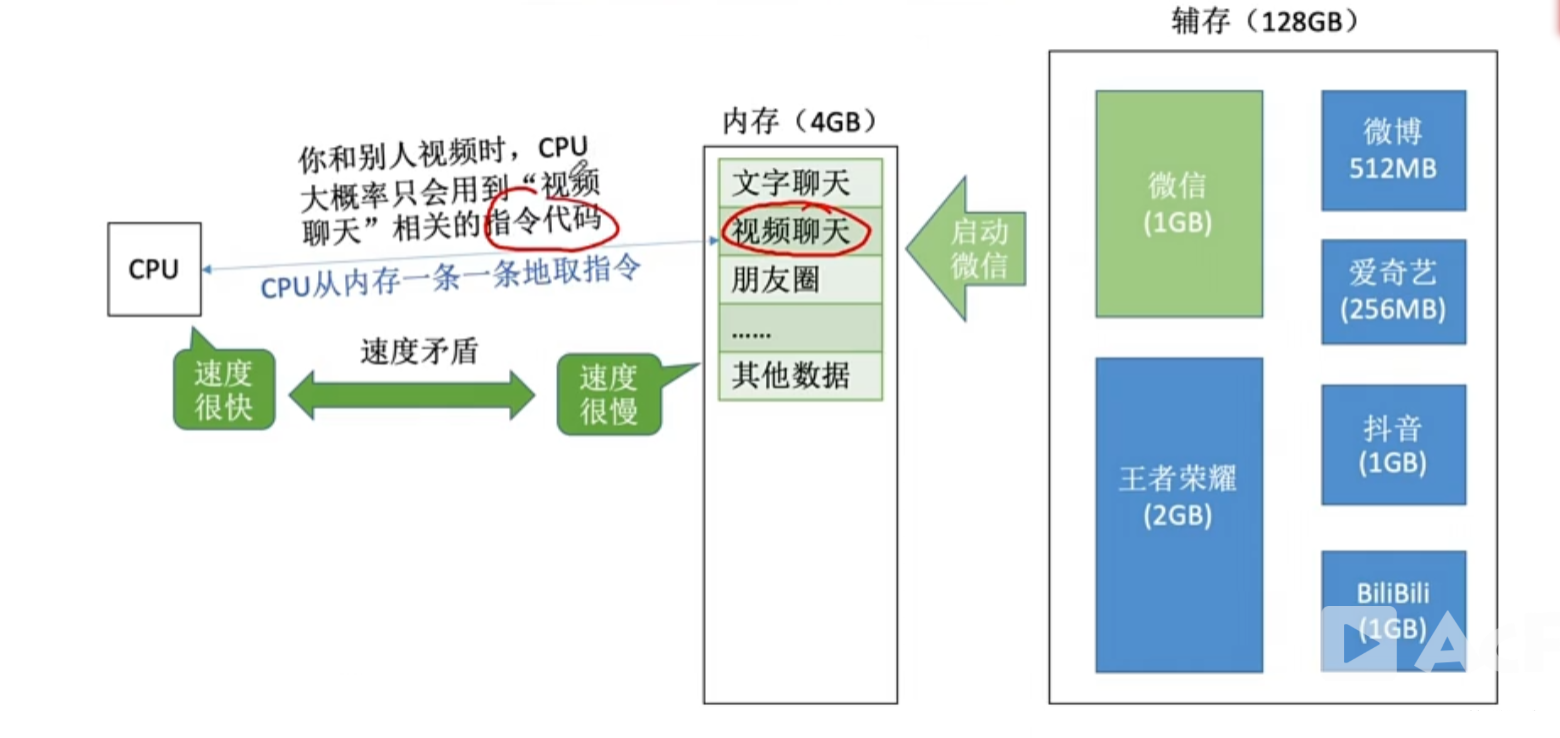 辅存（128GB）
内存（4GB）
你和别人视频时，CPU
大概率只会用到“视频
聊天”相关的指令代码
CPU
CPU从内存一条一条地取指令
速度
很快
速度矛盾
速度
很慢
文字聊天
视频聊天
朋友圈
......
其他数据
启动
微信
微信
(1GB)
王者荣耀
(2GB)
微博
512MB
爱奇艺
(256MB)
抖音
(1GB)
BiliBili
(1GB)